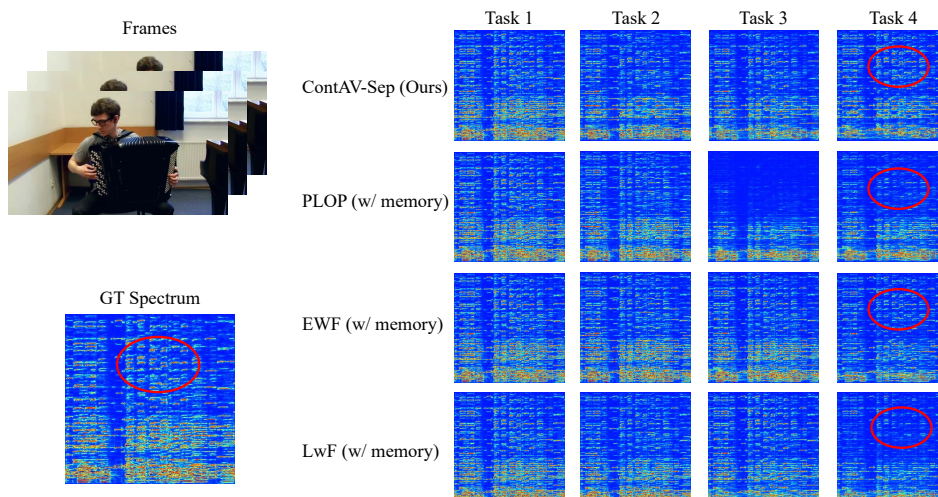 Frames
Task 1
Task 2
Task 3
Task 4
ContAV-Sep (Ours)
PLOP (w/ memory)
GT Spectrum
EWF (w/ memory)
LwF (w/ memory)